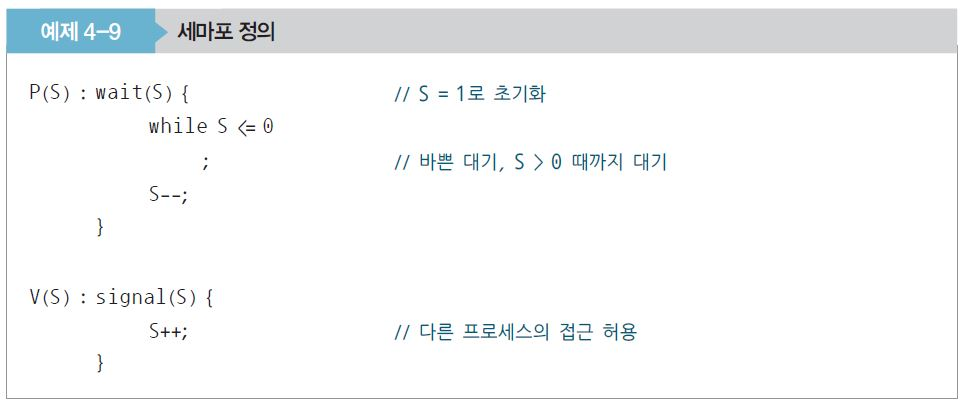 예제 4-9 세마포 정의
P(S) : wait(S) { // S = 1로 초기화
while S <= 0
; // 바쁜 대기, S > 0 때까지 대기
S--;
}
V(S) : signal(S) {
S++; // 다른 프로세스의 접근 허용
}